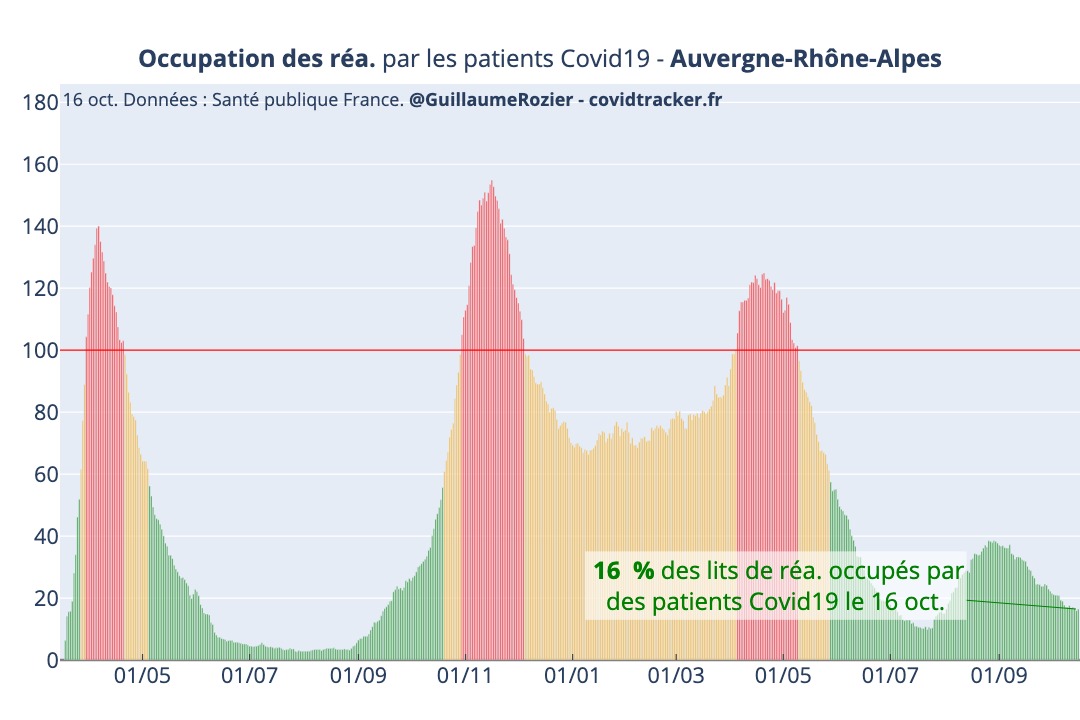 Occupation des réa. par les patients Covid19 - Auvergne-Rhône-Alpes
16 oct. Données : Santé publique France. @GuillaumeRozier - covidtracker.fr
180
160
140
120
100
80
60
40
20
0
16 % des lits de réa. occupés par
des patients Covid19 le 16 oct.
01/05 01/07 01/09 01/11 01/01 01/03 01/05 01/07 01/09